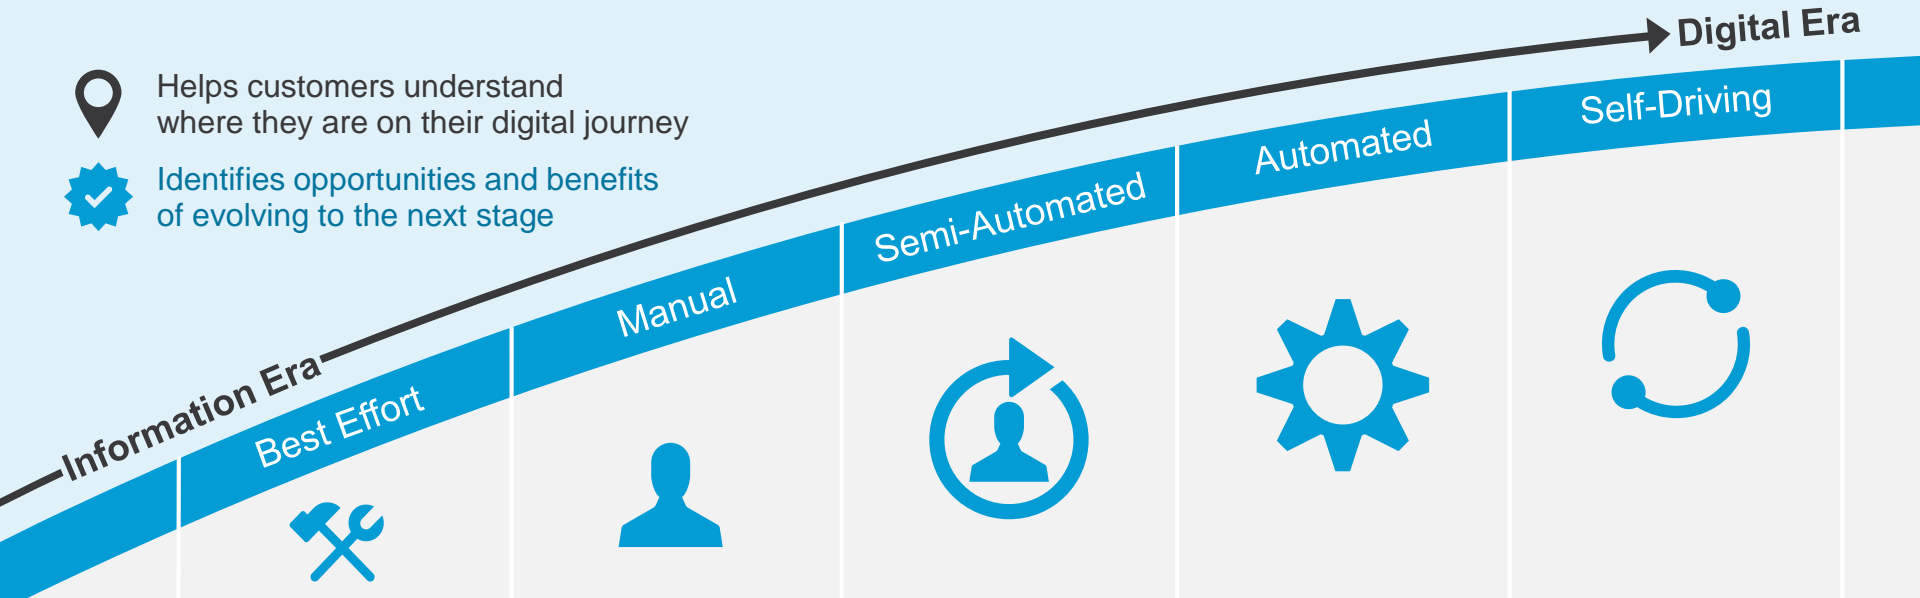 Helps customers understand
where they are on their digital journey
Identifies opportunities and benefits
of evolving to the next stage
Information Era
Digital Era
Best Effort
Manual
Semi-Automated
Automated
Self-Driving